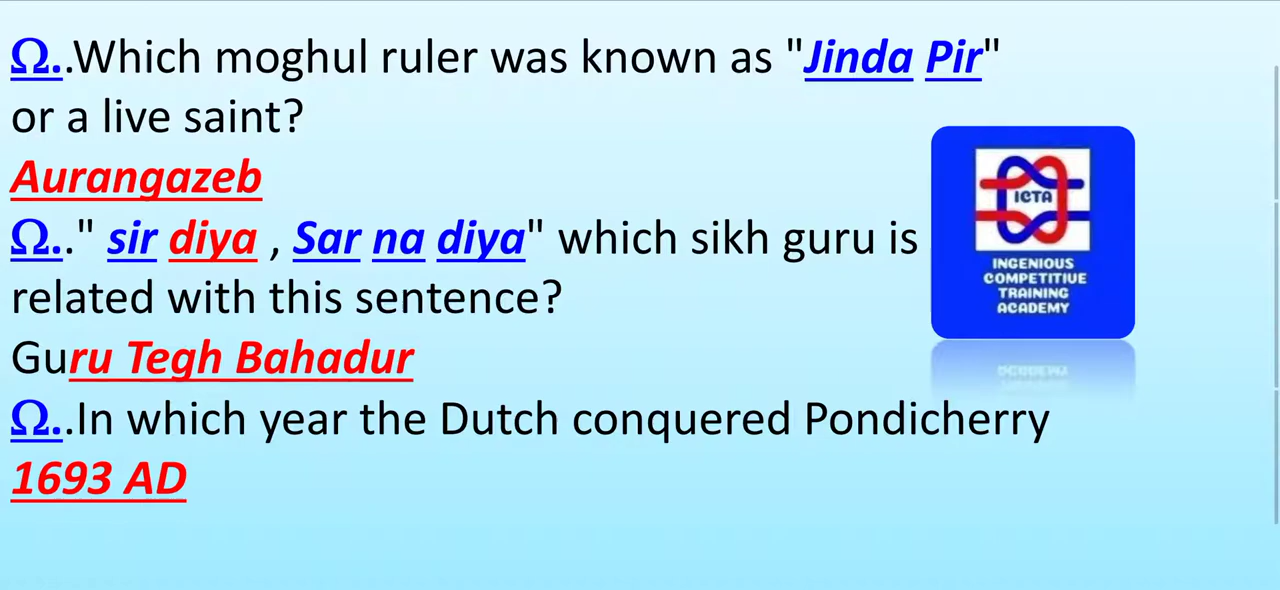 Ω..Which moghul ruler was known as "Jinda Pir"
or a live saint?
Aurangazeb
Ω.." sir diya , Sar na diya" which sikh guru is
related with this sentence?
Guru Tegh Bahadur
Ω..In which year the Dutch conquered Pondicherry
1693 AD
ICTA
INGENIOUS
COMPETITIUE
TRAINING
ACADEMY